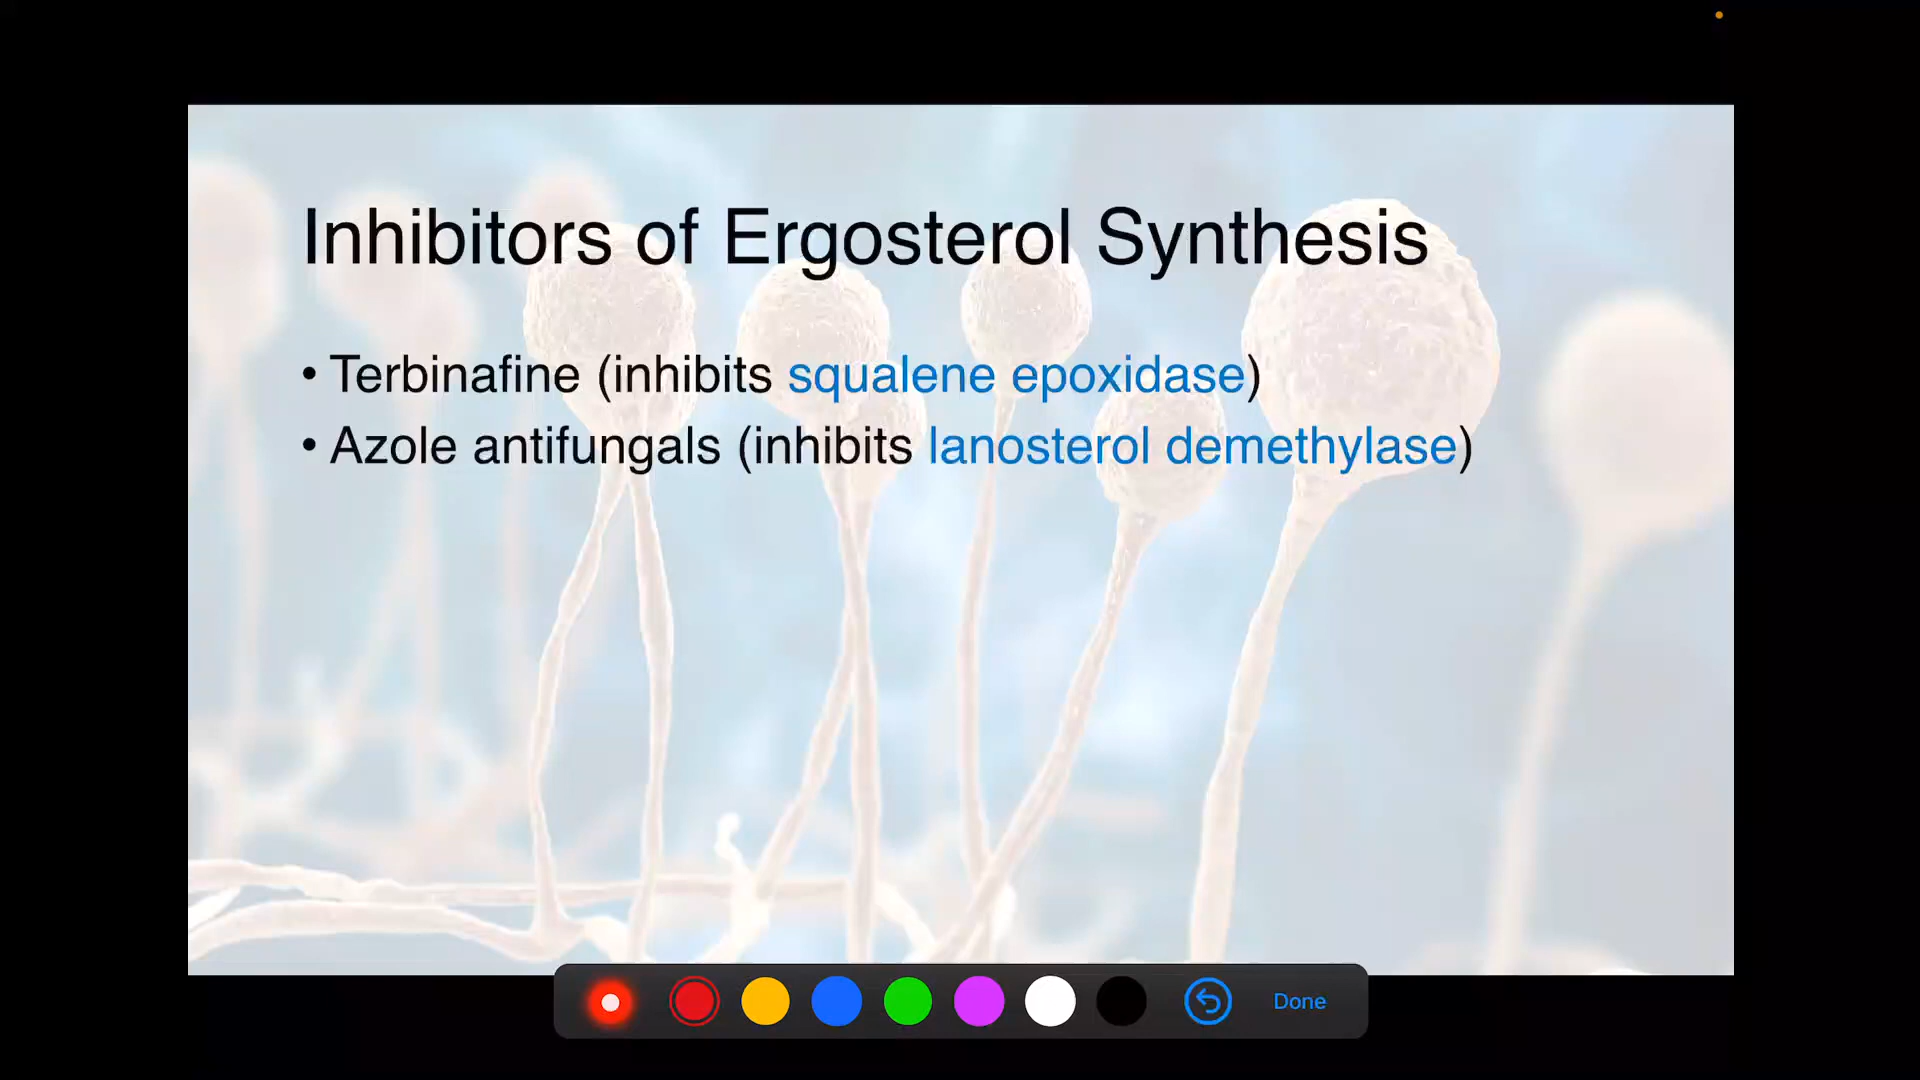 Inhibitors of Ergosterol Synthesis
• Terbinafine (inhibits squalene epoxidase)
• Azole antifungals (inhibits lanosterol demethylase)
Done